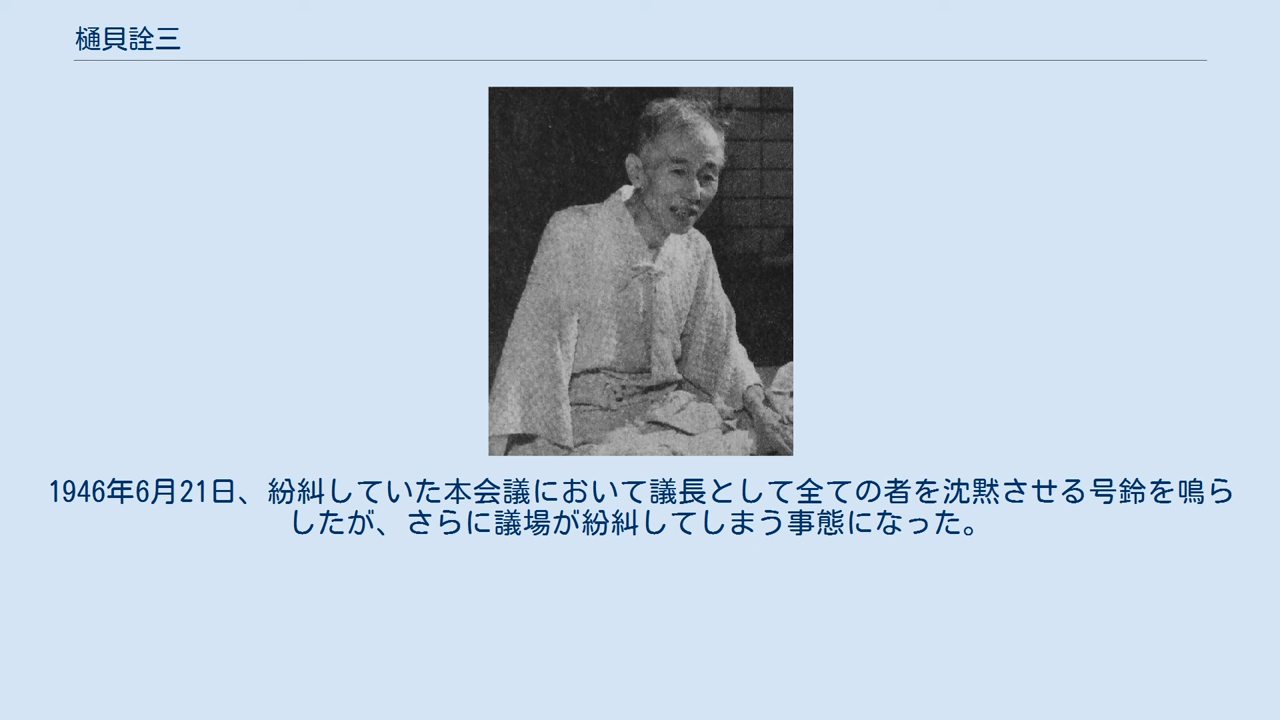 樋貝詮三
1946年6月21日、紛糾していた本会議において議長として全ての者を沈黙させる号鈴を鳴ら
したが、さらに議場が紛糾してしまう事態になった。